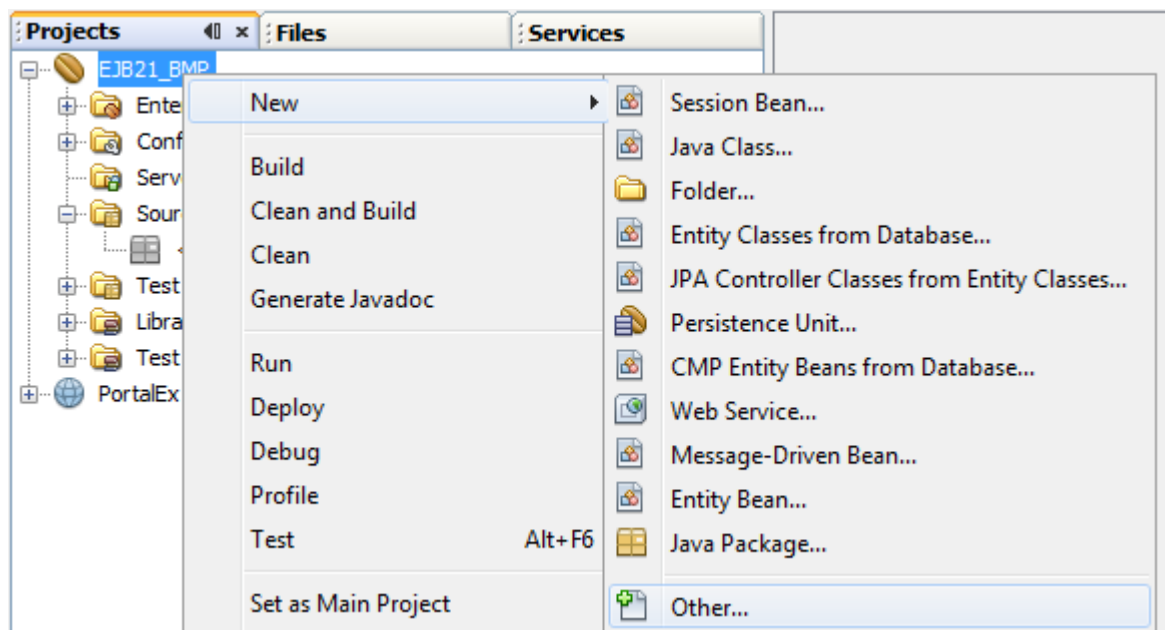 Projects Files Services
EJB21_BMP
Ente
Conf
Serv
Sour
Test
Libra
Test
PortalEx
New
Build
Clean and Build
Clean
Generate Javadoc
Run
Deploy
Debug
Profile
Test Alt+F6
Set as Main Project
Session Bean...
Java Class...
Folder...
Entity Classes from Database...
JPA Controller Classes from Entity Classes...
Persistence Unit...
CMP Entity Beans from Database...
Web Service...
Message-Driven Bean...
Entity Bean...
Java Package...
Other...